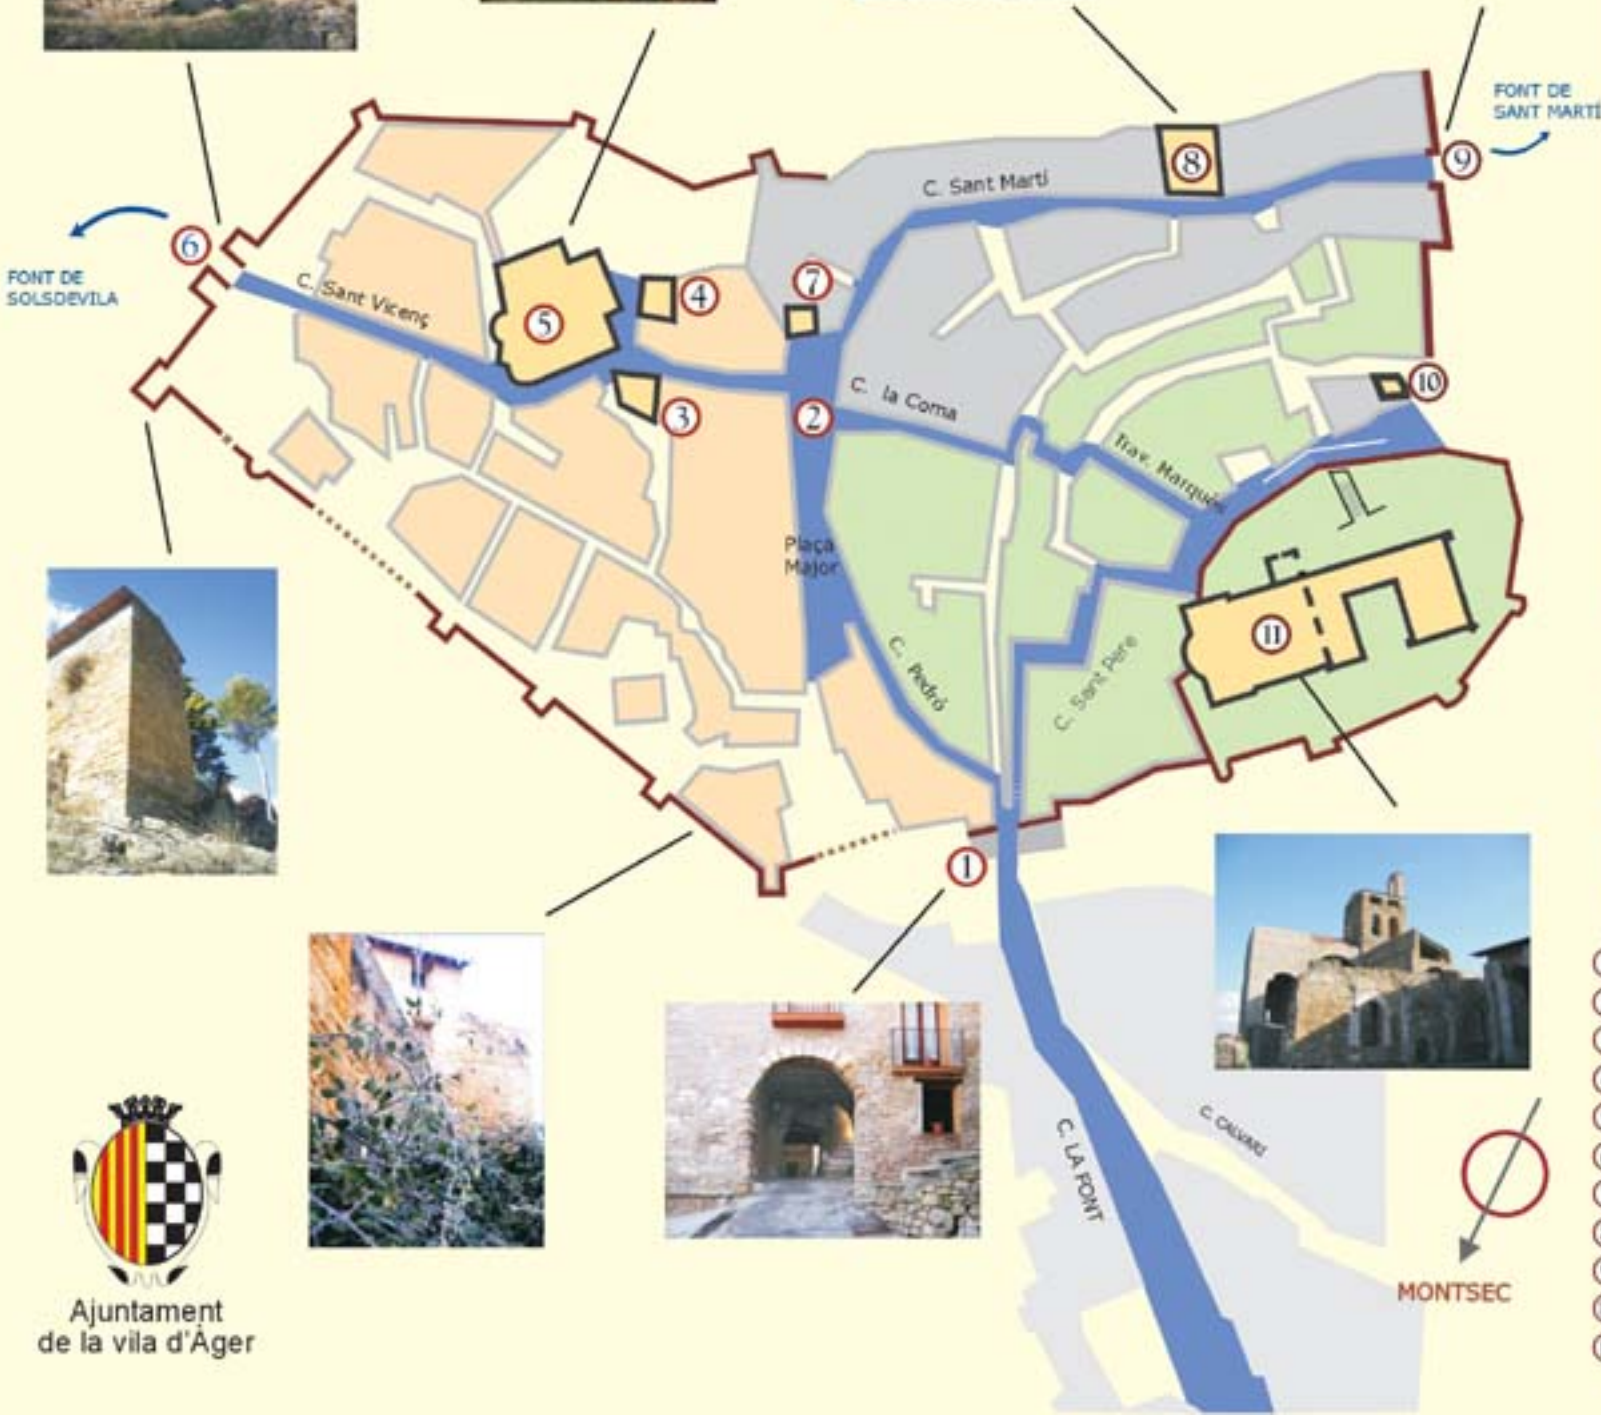 FONT DE
SANT MARTÍ
8
9
C. Sant Martí
6
FONT DE
SOLSDEVILA
C. Sant Vicenç
7
4
5
10
C. la Coma
3
2
Trav. Marqués
Plaça
Major
11
C. Pedró
C. Sant Pere
1
C. CALVARI
C. LA FONT
MONTSEC
Ajuntament
de la vila d'Àger